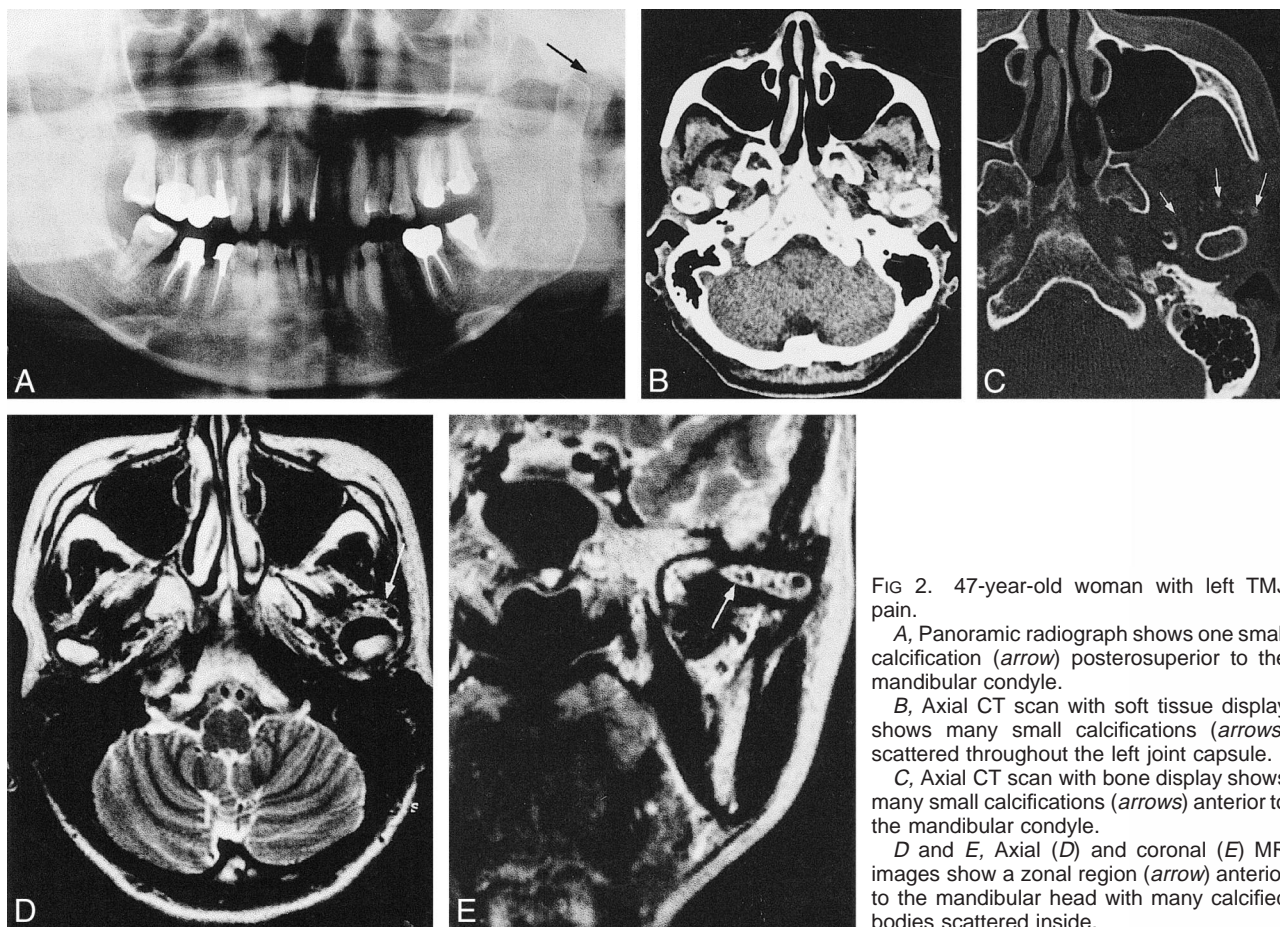 A
B
C
D
E
FIG 2. 47-year-old woman with left TMJ
pain.
A, Panoramic radiograph shows one small
calcification (arrow) posterosuperior to the
mandibular condyle.
B, Axial CT scan with soft tissue display
shows many small calcifications (arrows)
scattered throughout the left joint capsule.
C, Axial CT scan with bone display shows
many small calcifications (arrows) anterior to
the mandibular condyle.
D and E, Axial (D) and coronal (E) MR
images show a zonal region (arrow) anterior
to the mandibular head with many calcified
bodies scattered inside.